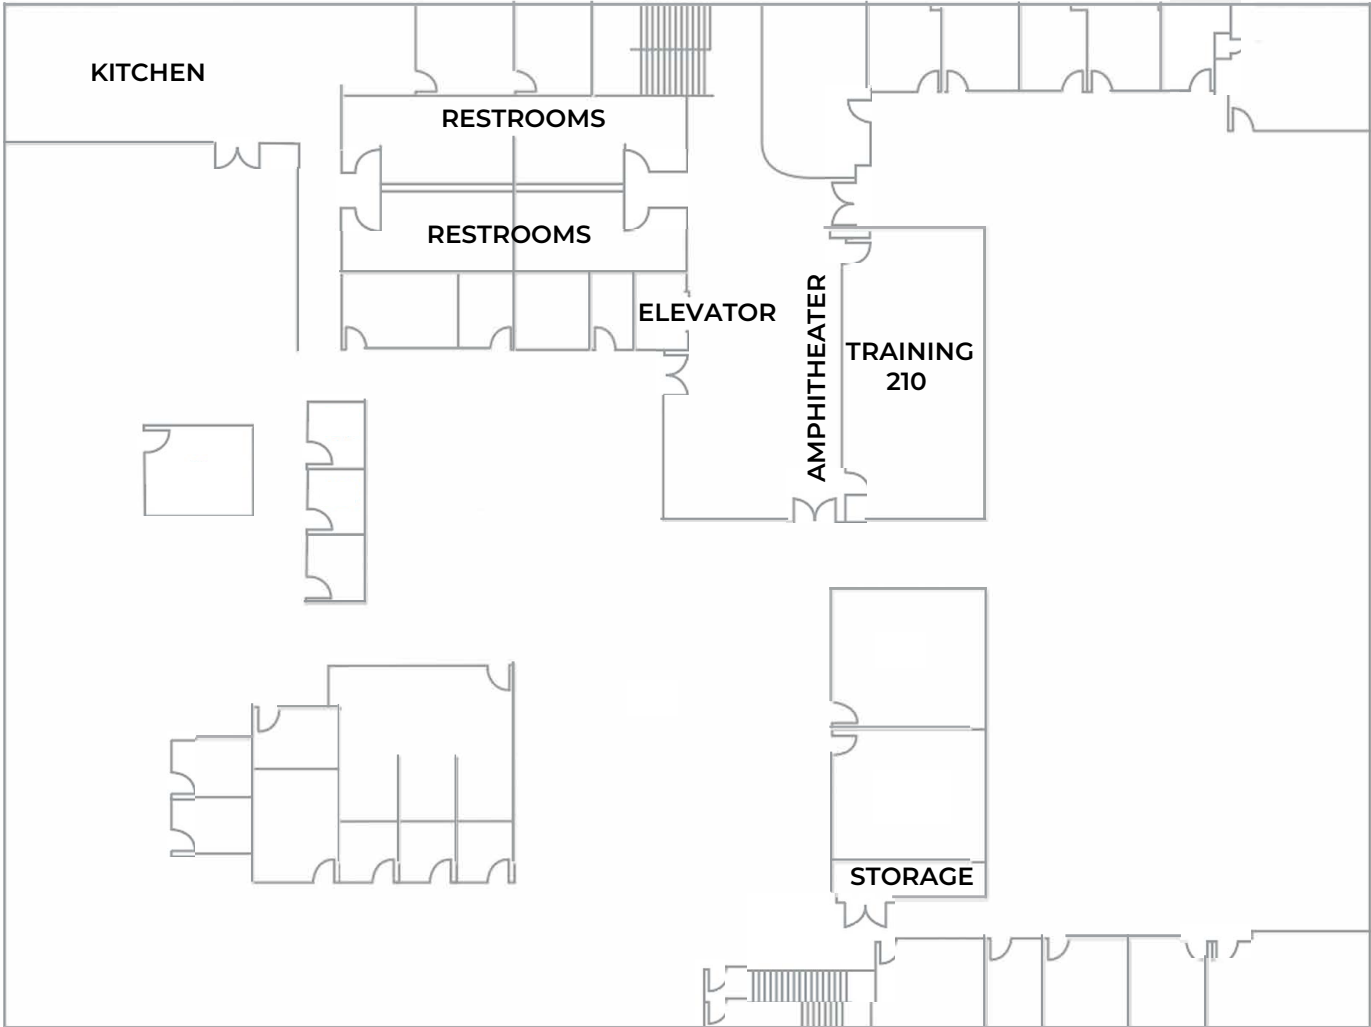 KITCHEN
RESTROOMS
RESTROOMS
ELEVATOR
AMPHITHEATER
TRAINING
210
STORAGE